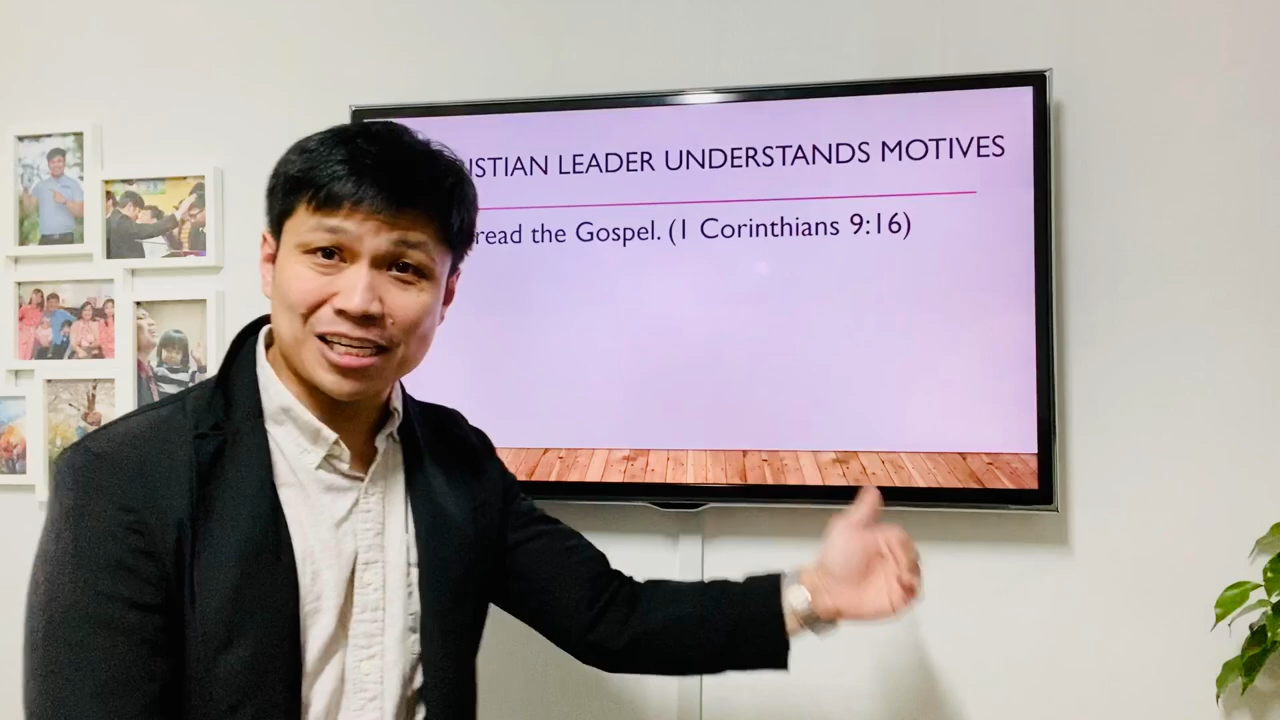 ISTIAN LEADER UNDERSTANDS MOTIVES
read the Gospel. (1 Corinthians 9:16)